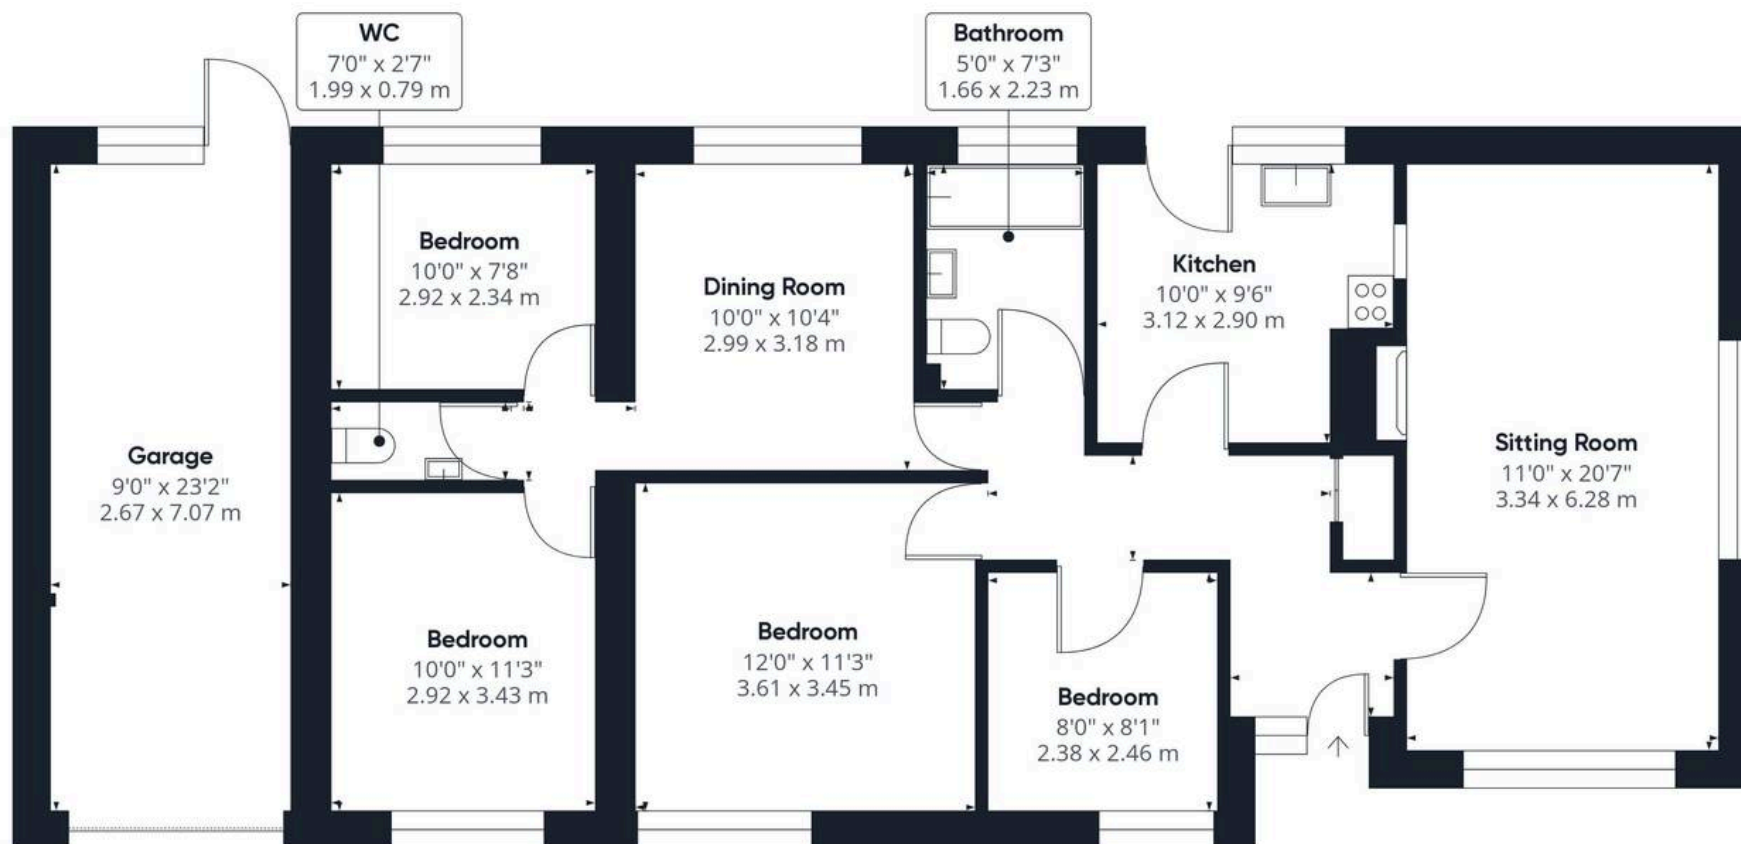 WC
7'0" x 2'7"
1.99 x 0.79 m
Bathroom
5'0" x 7'3"
1.66 x 2.23 m
Bedroom
10'0" x 7'8"
2.92 x 2.34 m
Dining Room
10'0" x 10'4"
2.99 x 3.18 m
Kitchen
10'0" x 9'6"
3.12 x 2.90 m
Garage
9'0" x 23'2"
2.67 x 7.07 m
Sitting Room
11'0" x 20'7"
3.34 x 6.28 m
Bedroom
10'0" x 11'3"
2.92 x 3.43 m
Bedroom
12'0" x 11'3"
3.61 x 3.45 m
Bedroom
8'0" x 8'1"
2.38 x 2.46 m